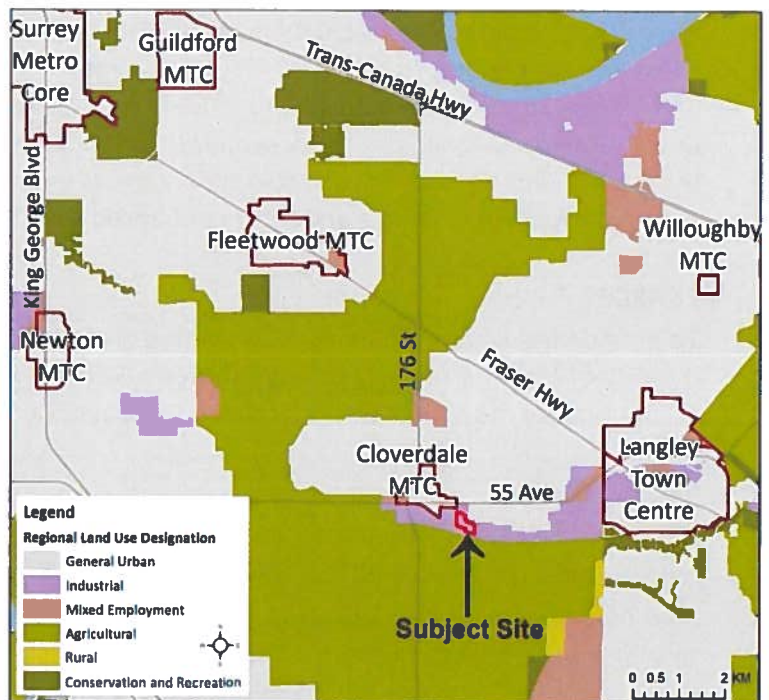 Surrey
Metro
Core
Guildford
MTC
Trans-Canada Hwy
King George Blvd
Fleetwood MTC
Willoughby
MTC
Newton
MTC
176 St
Fraser Hwy
Cloverdale
MTC
55 Ave
Langley
Town
Centre
Subject Site
Legend
Regional Land Use Designation
General Urban
Industrial
Mixed Employment
Agricultural
Rural
Conservation and Recreation
0 0.5 1 2 KM